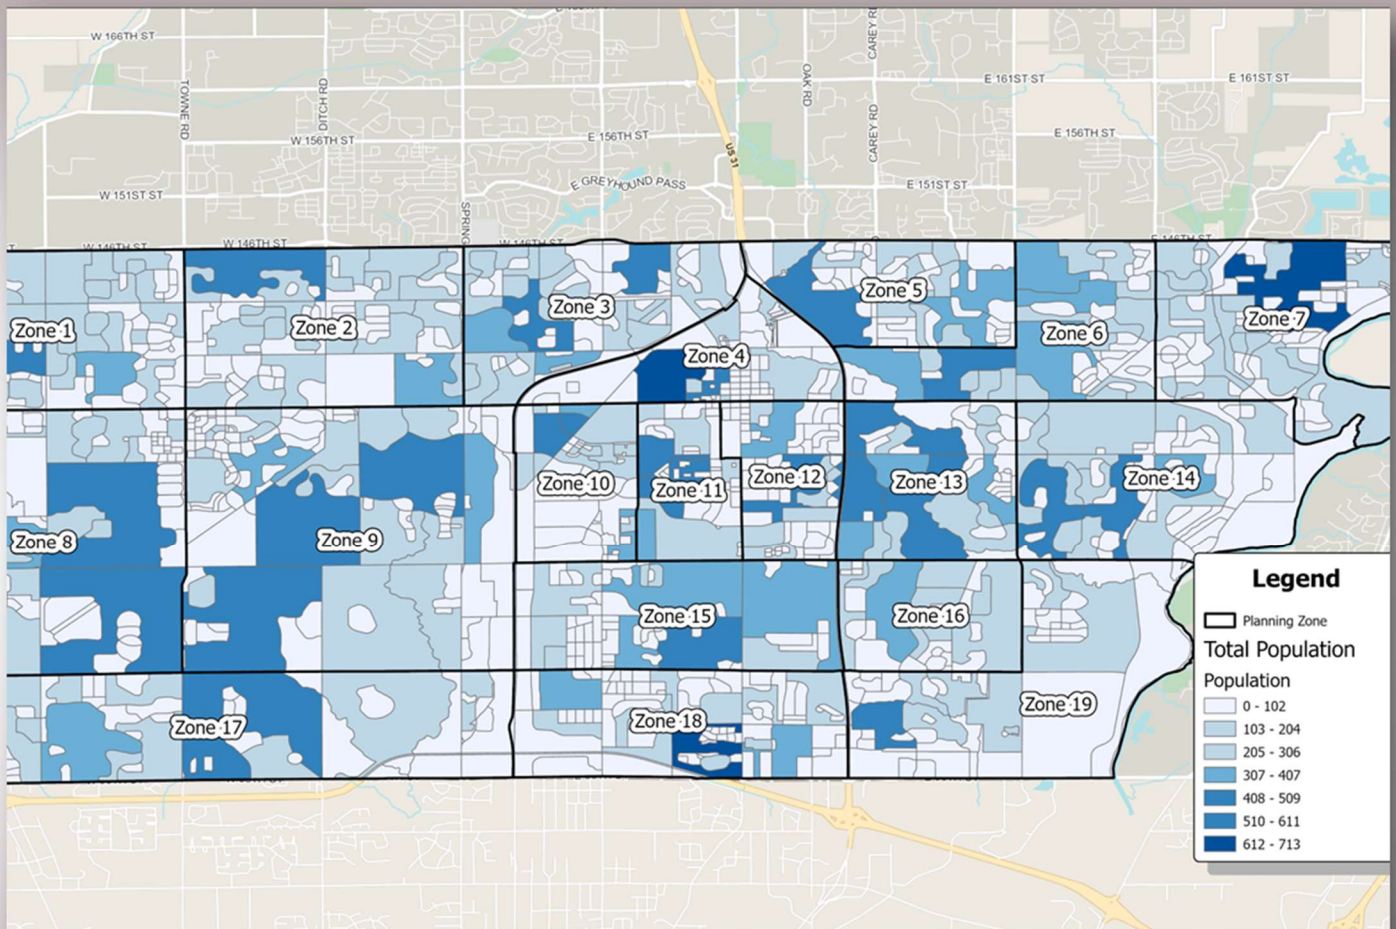 W 166TH ST
TOWNE RD
DITCH RD
OAK RD
CAREY RD
E 161ST ST
E 161ST ST
W 156TH ST
E 156TH ST
E 156TH ST
US 31
CAREY RD
W 151ST ST
E GREYHOUND PASS
E 151ST ST
SPRING
W 146TH ST
W 146TH ST
W 146TH ST
E 146TH ST
Zone 1
Zone 2
Zone 3
Zone 4
Zone 5
Zone 6
Zone 7
Zone 8
Zone 9
Zone 10
Zone 11
Zone 12
Zone 13
Zone 14
Zone 15
Zone 16
Zone 17
Zone 18
Zone 19
Legend
Planning Zone
Total Population
Population
0 - 102
103 - 204
205 - 306
307 - 407
408 - 509
510 - 611
612 - 713